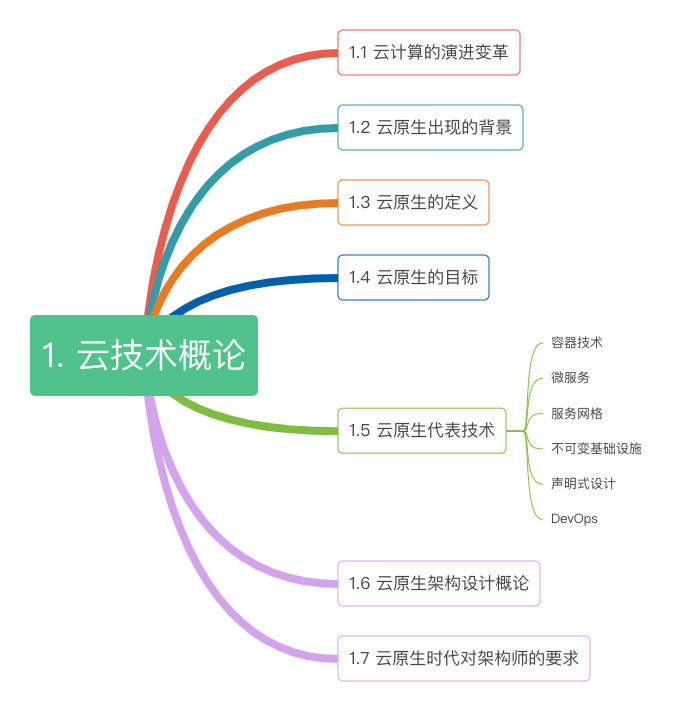 1.1 云计算的演进变革
1.2 云原生出现的背景
1.3 云原生的定义
1.4 云原生的目标
1. 云技术概论
1.5 云原生代表技术
容器技术
微服务
服务网格
不可变基础设施
声明式设计
DevOps
1.6 云原生架构设计概论
1.7 云原生时代对架构师的要求